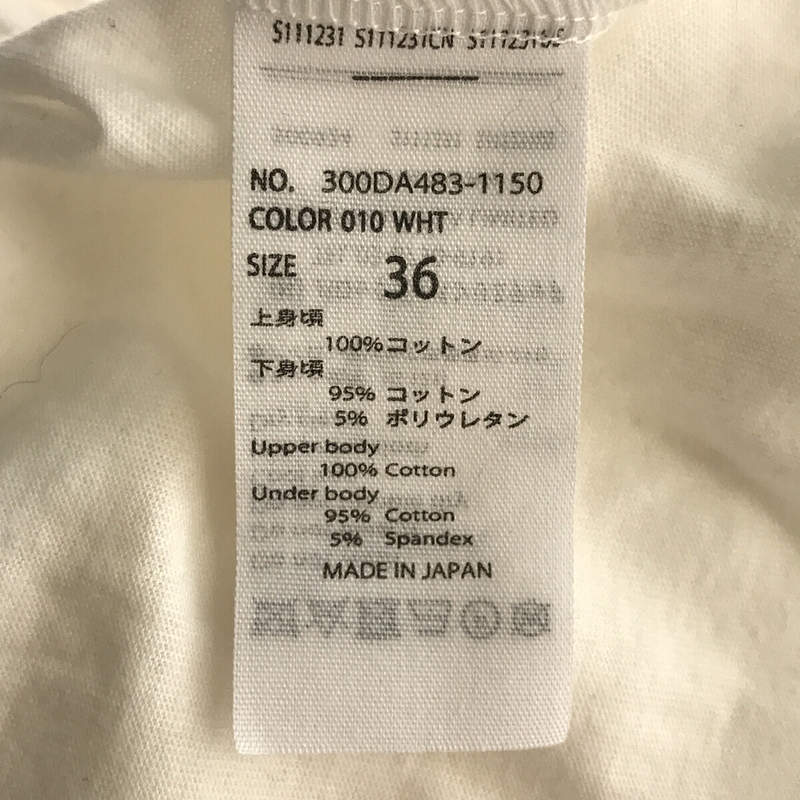 S111231 S111231CN S111231US
NO. 300DA483-1150
COLOR 010 WHT
SIZE 36
上身頃
100%コットン
下身頃
95% コットン
5% ポリウレタン
Upper body
100% Cotton
Under body
95% Cotton
5% Spandex
MADE IN JAPAN